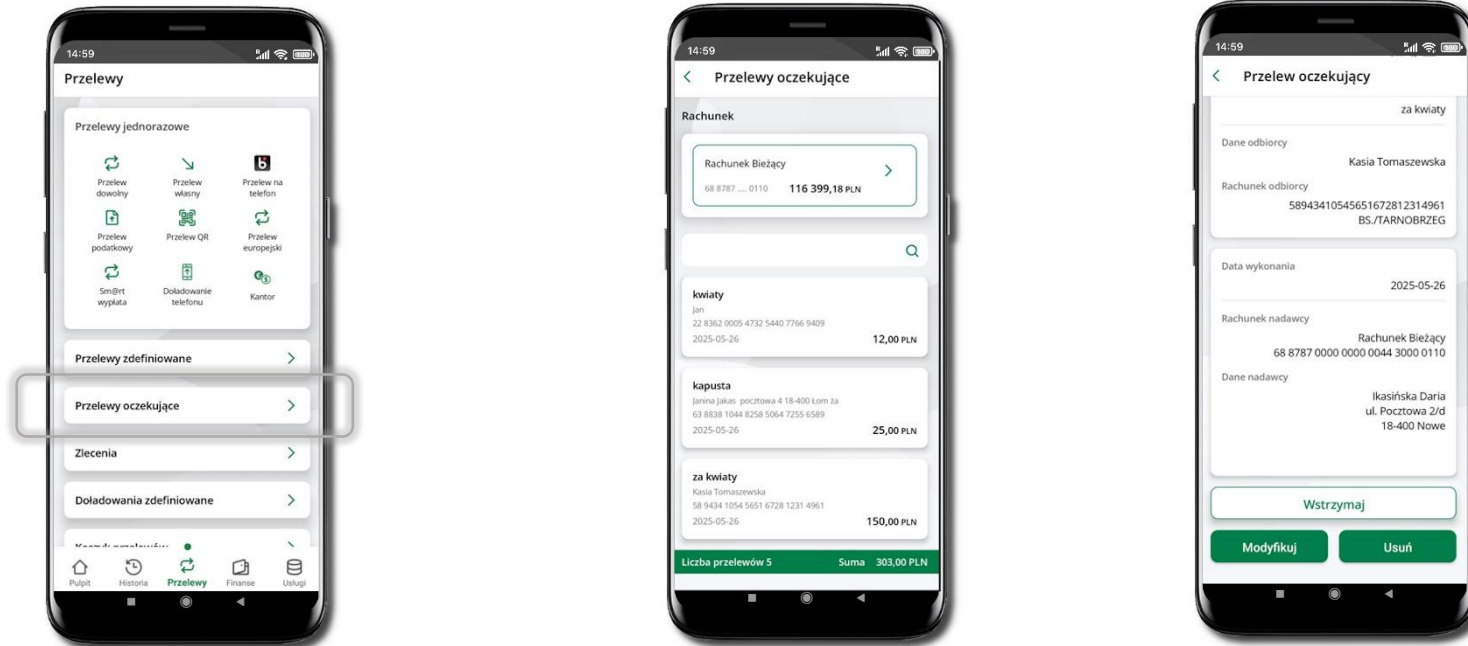 14:59
Przelewy
Przelewy jednorazowe
Przelew dowolny
Przelew własny
Przelew na telefon
Przelew podatkowy
Przelew QR
Przelew europejski
Sm@rt wypłata
Doładowanie telefonu
Kantor
Przelewy zdefiniowane
Przelewy oczekujące
Zlecenia
Doładowania zdefiniowane
Koszyk przelewów
Pulpit Historia Przelewy Finanse Usługi
14:59
Przelewy oczekujące
Rachunek
Rachunek Bieżący
68 8787 .... 0110 116 399,18 PLN
kwiaty
Jan
22 8362 0005 4732 5440 7766 9409
2025-05-26 12,00 PLN
kapusta
Janina Jakas pocztowa 4 18-400 Łom ża
63 8838 1044 8258 5064 7255 6589
2025-05-26 25,00 PLN
za kwiaty
Kasia Tomaszewska
58 9434 1054 5651 6728 1231 4961
2025-05-26 150,00 PLN
Liczba przelewów 5 Suma 303,00 PLN
14:59
Przelew oczekujący
za kwiaty
Dane odbiorcy
Kasia Tomaszewska
Rachunek odbiorcy
58943410545651672812314961
BS./TARNOBRZEG
Data wykonania
2025-05-26
Rachunek nadawcy
Rachunek Bieżący
68 8787 0000 0000 0044 3000 0110
Dane nadawcy
Ikasińska Daria
ul. Pocztowa 2/d
18-400 Nowe
Wstrzymaj
Modyfikuj Usuń